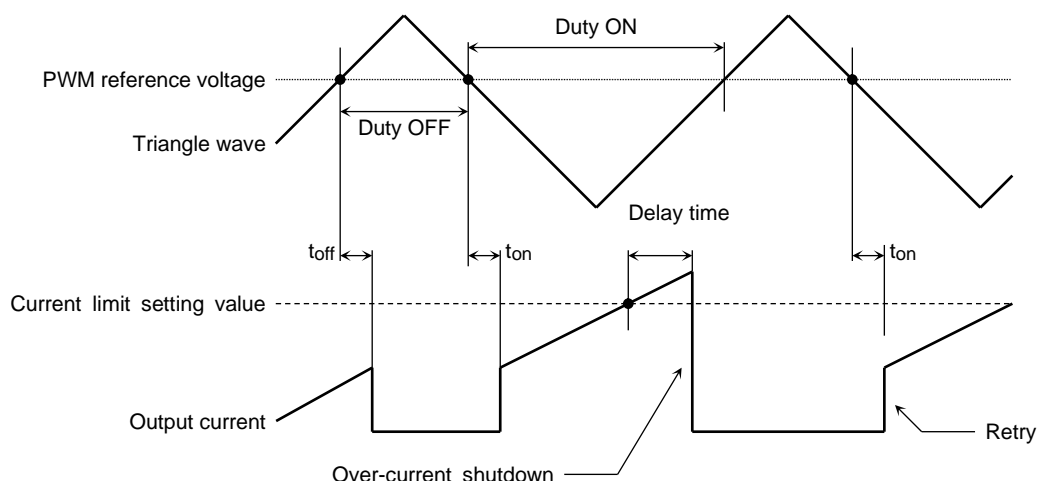 Duty ON
PWM reference voltage
Duty OFF
Triangle wave
Delay time
toff
ton
ton
Current limit setting value
Output current
Retry
Over-current shutdown